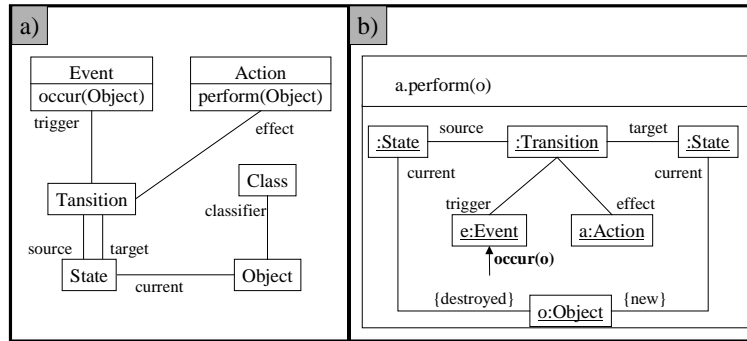 a)
Event
occur(Object)
Action
perform(Object)
trigger
effect
Class
classifier
Tansition
source
target
State
current
Object
b)
a.perform(o)
:State
source
:Transition
target
:State
current
current
trigger
effect
e:Event
a:Action
occur(o)
{destroyed}
o:Object
{new}